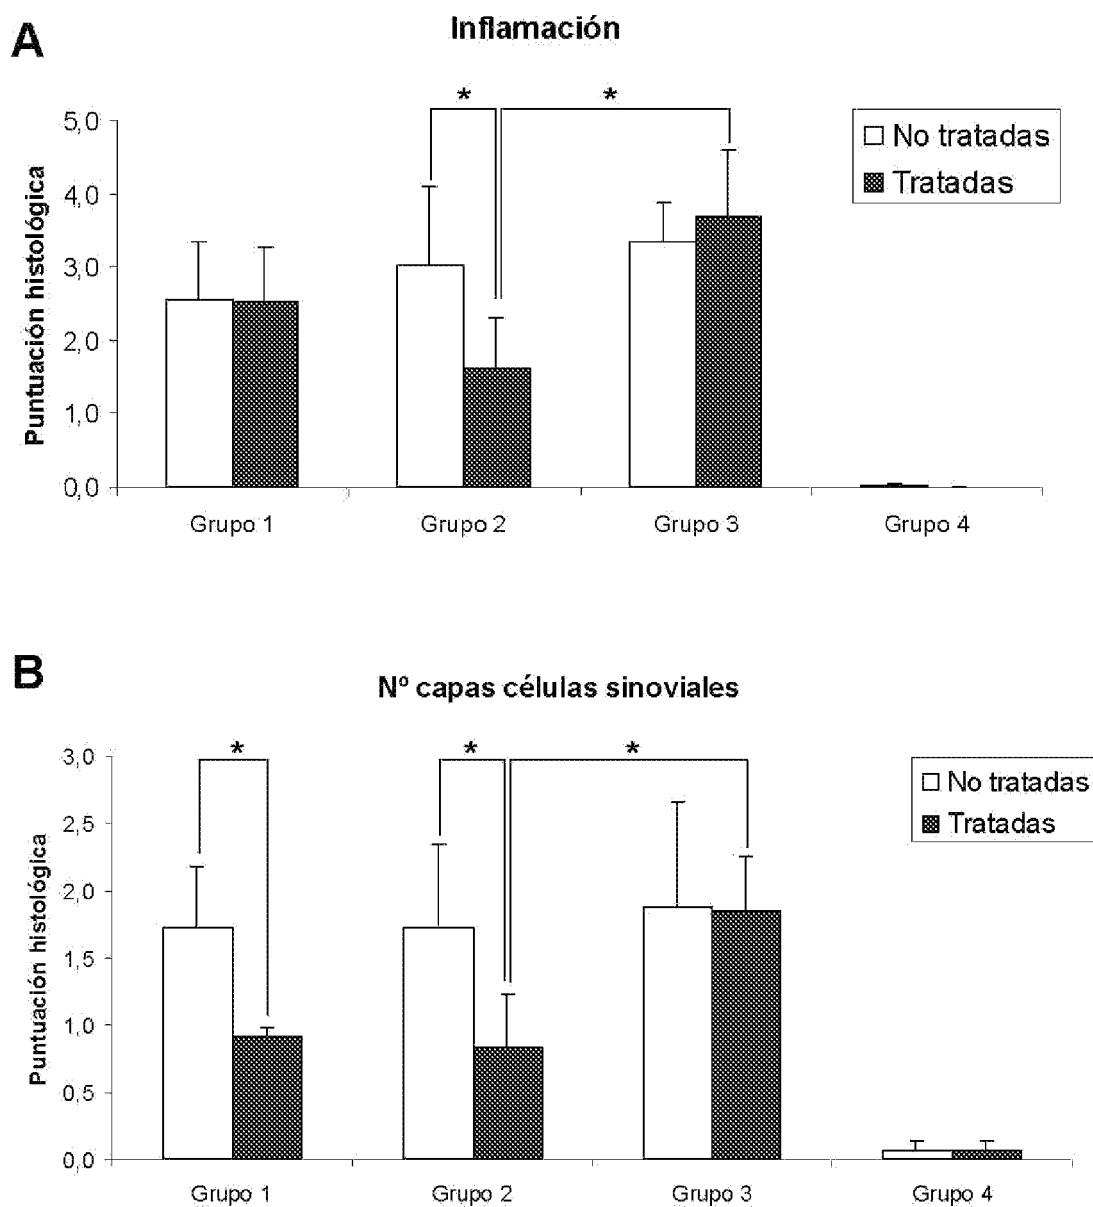 A
Inflamación
*
*
No tratadas
Tratadas
Puntuación histológica
5,0
4,0
3,0
2,0
1,0
0,0
Grupo 1
Grupo 2
Grupo 3
Grupo 4
B
Nº capas células sinoviales
*
*
*
No tratadas
Tratadas
Puntuación histológica
3,0
2,5
2,0
1,5
1,0
0,5
0,0
Grupo 1
Grupo 2
Grupo 3
Grupo 4